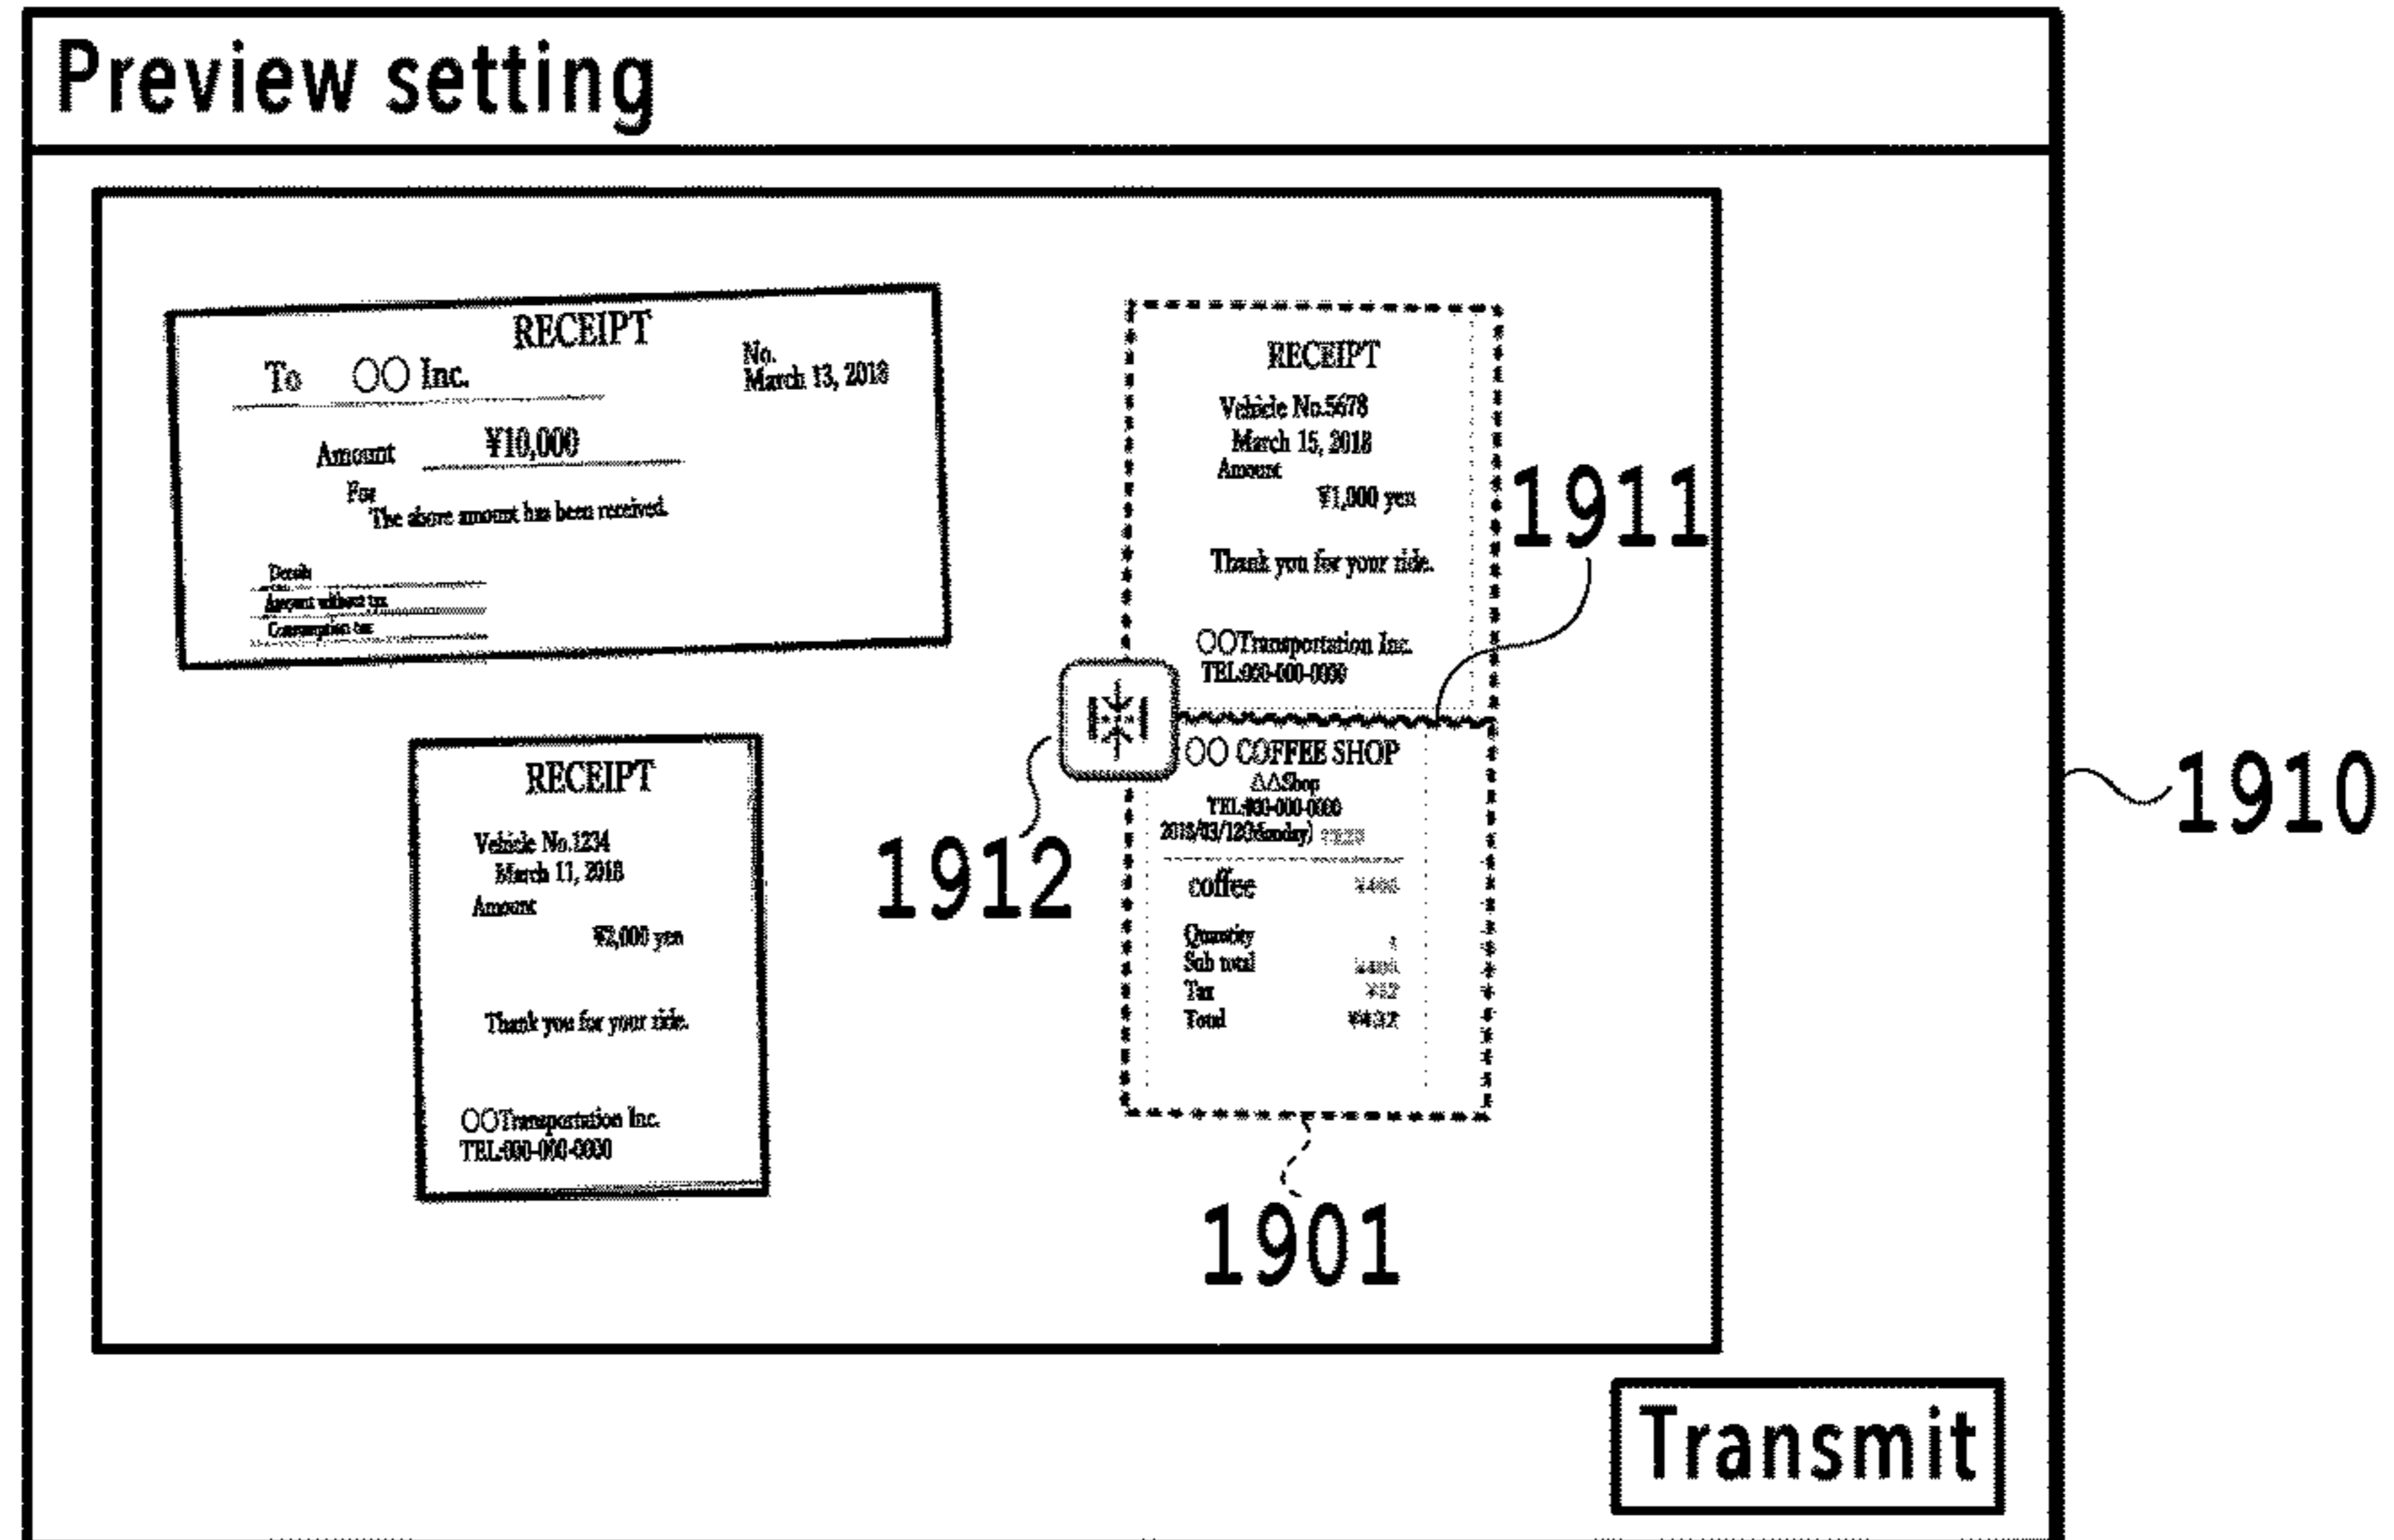 Preview setting
RECEIPT
To ○○ Inc.
No.
March 13, 2018
Amount ¥10,000
For
The above amount has been received.
Details
Amount without tax
Consumption tax
RECEIPT
Vehicle No.5678
March 15, 2018
Amount
¥1,000 yen
Thank you for your ride.
○○Transportation Inc.
TEL:000-000-0000
1911
1910
○○ COFFEE SHOP
△△Shop
TEL:000-000-0000
2018/03/12(Monday)
coffee
Quantity
Sub total
Tax
Total ¥432
1912
RECEIPT
Vehicle No.1234
March 11, 2018
Amount
¥2,000 yen
Thank you for your ride.
○○Transportation Inc.
TEL:000-000-0000
1901
Transmit